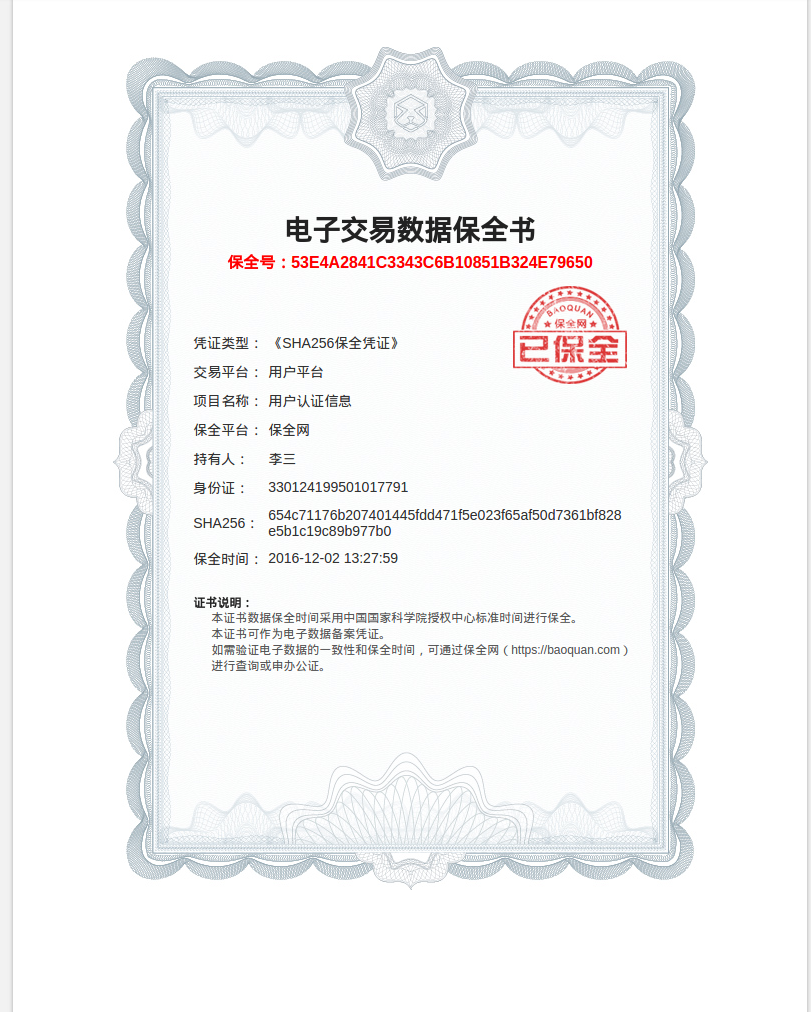 电子交易数据保全书
保全号：53E4A2841C3343C6B10851B324E79650
BAOQUAN
★保全网★
已保全
凭证类型： 《SHA256保全凭证》
交易平台： 用户平台
项目名称： 用户认证信息
保全平台： 保全网
持有人： 李三
身份证： 330124199501017791
SHA256： 654c71176b207401445fdd471f5e023f65af50d7361bf828
e5b1c19c89b977b0
保全时间： 2016-12-02 13:27:59
证书说明：
本证书数据保全时间采用中国国家科学院授权中心标准时间进行保全。
本证书可作为电子数据备案凭证。
如需验证电子数据的一致性和保全时间，可通过保全网（https://baoquan.com）
进行查询或申办公证。